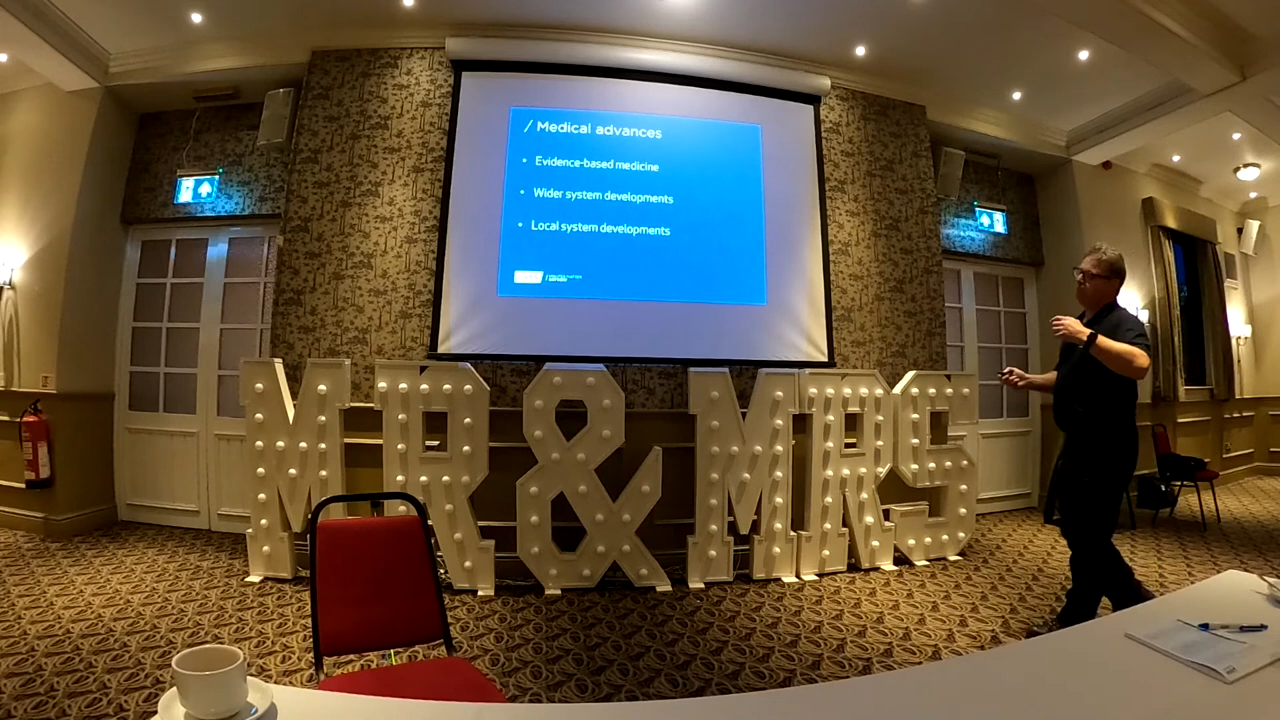 / Medical advances
• Evidence-based medicine
• Wider system developments
• Local system developments
MR & MRS